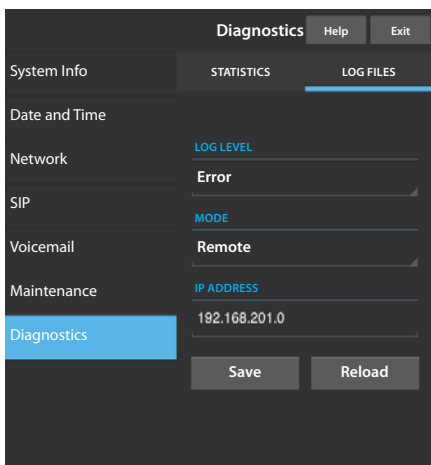 Diagnostics Help Exit
System Info
Date and Time
Network
SIP
Voicemail
Maintenance
Diagnostics
STATISTICS LOG FILES
LOG LEVEL
Error
MODE
Remote
IP ADDRESS
192.168.201.0
Save Reload